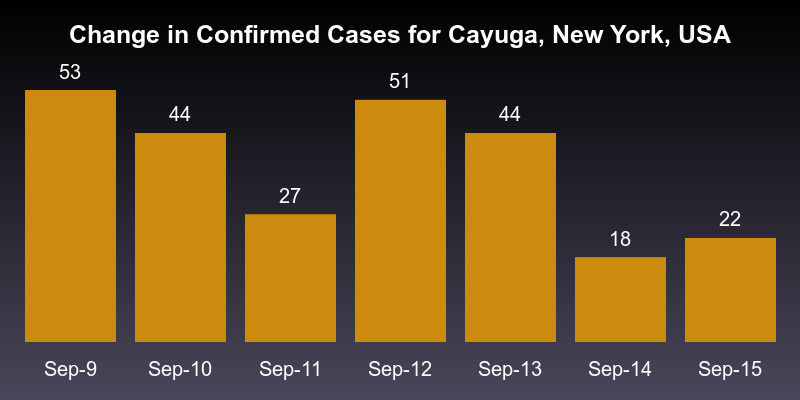 Change in Confirmed Cases for Cayuga, New York, USA
53
44
27
51
44
18
22
Sep-9
Sep-10
Sep-11
Sep-12
Sep-13
Sep-14
Sep-15